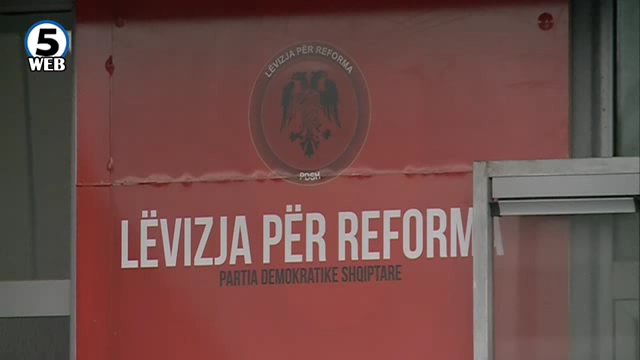 5
WEB
LËVIZJA PËR REFORMA
PDSH
LËVIZJA PËR REFORMA
PARTIA DEMOKRATIKE SHQIPTARE